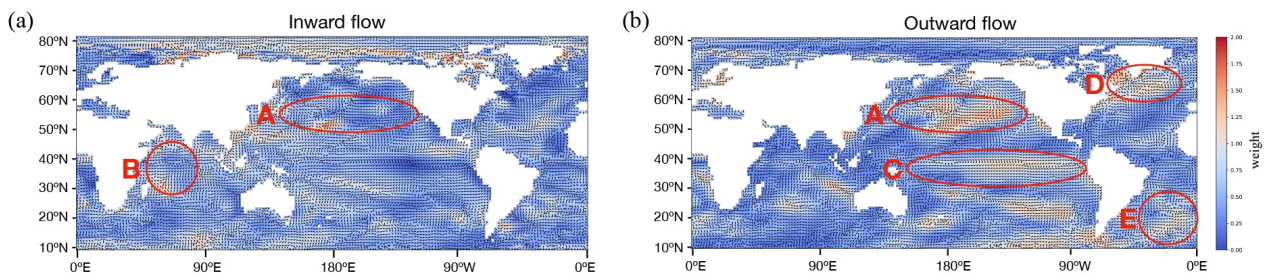 (a)
Inward flow
80°N
70°N
60°N
50°N
40°N
30°N
20°N
10°N
0°E
90°E
180°E
90°W
0°E
A
B
(b)
Outward flow
80°N
70°N
60°N
50°N
40°N
30°N
20°N
10°N
0°E
90°E
180°E
90°W
0°E
D
A
C
E
2.00
1.75
1.50
1.25
1.00
0.75
0.50
0.25
0.00
weight